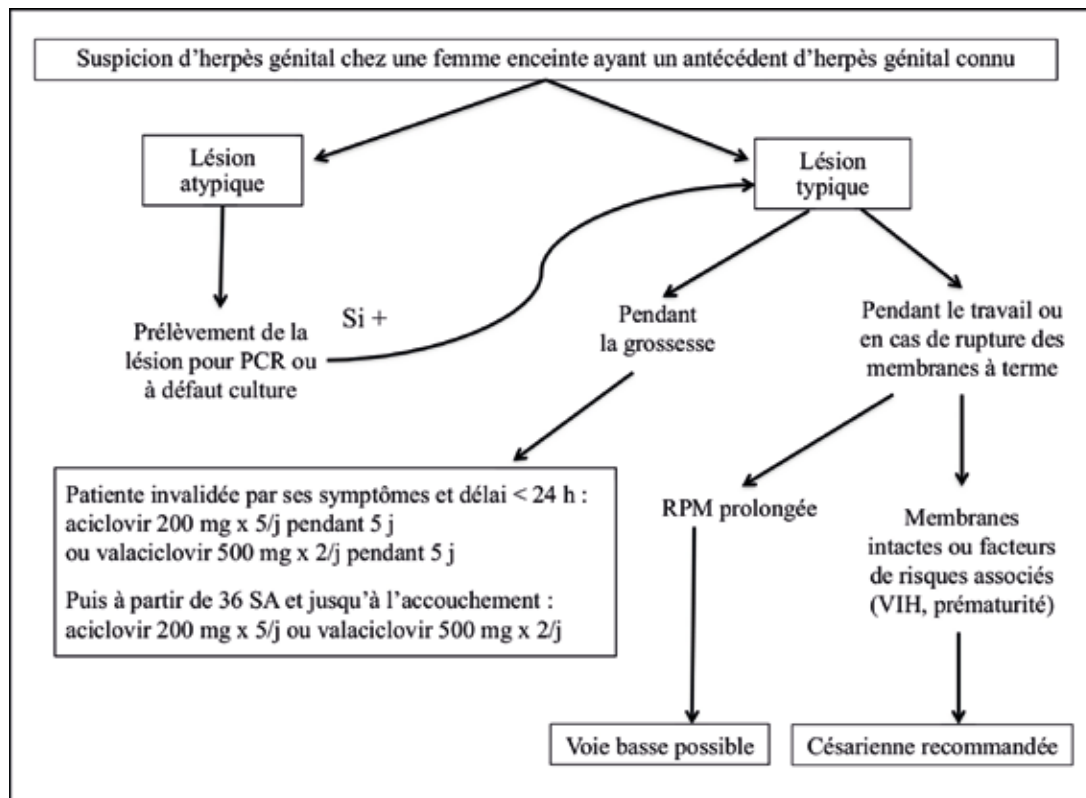 Suspicion d'herpès génital chez une femme enceinte ayant un antécédent d'herpès génital connu
Lésion
atypique
Lésion
typique
Prélèvement de la
lésion pour PCR ou
à défaut culture
Si +
Pendant
la grossesse
Pendant le travail ou
en cas de rupture des
membranes à terme
Patiente invalidée par ses symptômes et délai < 24 h :
aciclovir 200 mg x 5/j pendant 5 j
ou valaciclovir 500 mg x 2/j pendant 5 j
Puis à partir de 36 SA et jusqu'à l'accouchement :
aciclovir 200 mg x 5/j ou valaciclovir 500 mg x 2/j
RPM prolongée
Membranes
intactes ou facteurs
de risques associés
(VIH, prématurité)
Voie basse possible
Césarienne recommandée